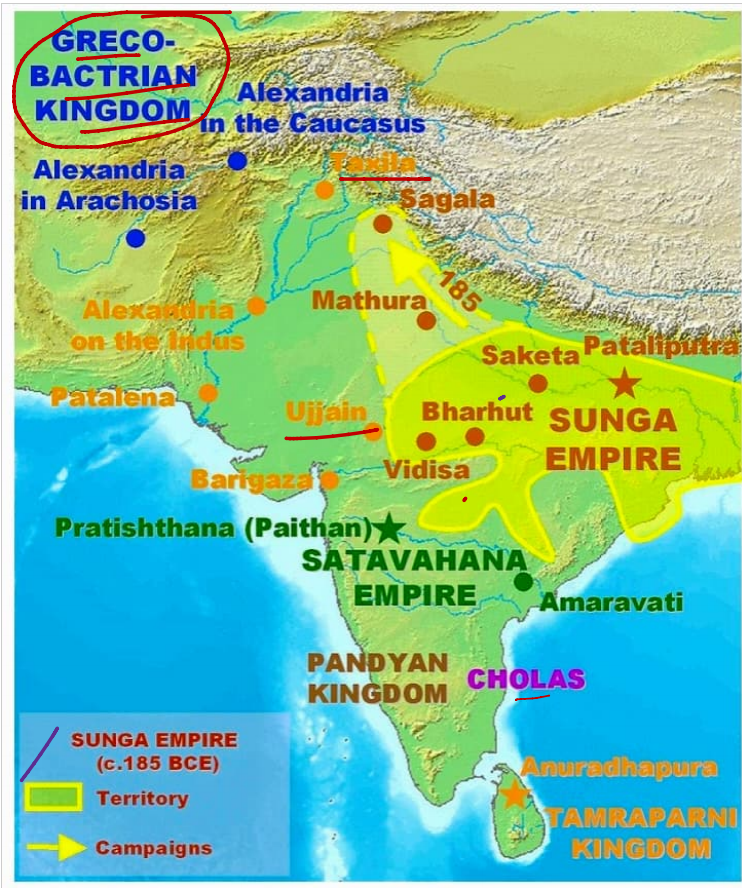 GRECO-
BACTRIAN
KINGDOM
Alexandria
in the Caucasus
Alexandria
in Arachosia
Taxila
Sagala
185
Alexandria
on the Indus
Mathura
Saketa
Pataliputra
Patalena
Ujjain
Bharhut
SUNGA
EMPIRE
Vidisa
Barigaza
Pratishthana (Paithan)
SATAVAHANA
EMPIRE
Amaravati
PANDYAN
KINGDOM
CHOLAS
SUNGA EMPIRE
(c.185 BCE)
Territory
Campaigns
Anuradhapura
TAMRAPARNI
KINGDOM